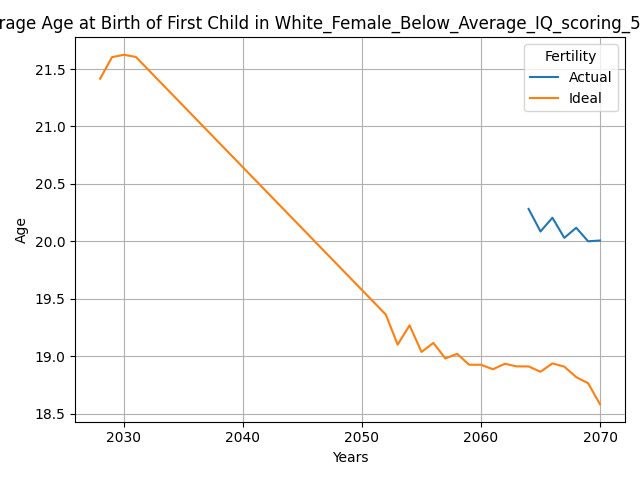 rage Age at Birth of First Child in White_Female_Below_Average_IQ_scoring_5
Fertility
Actual
Ideal
21.5
21.0
20.5
20.0
19.5
19.0
18.5
Age
2030 2040 2050 2060 2070
Years